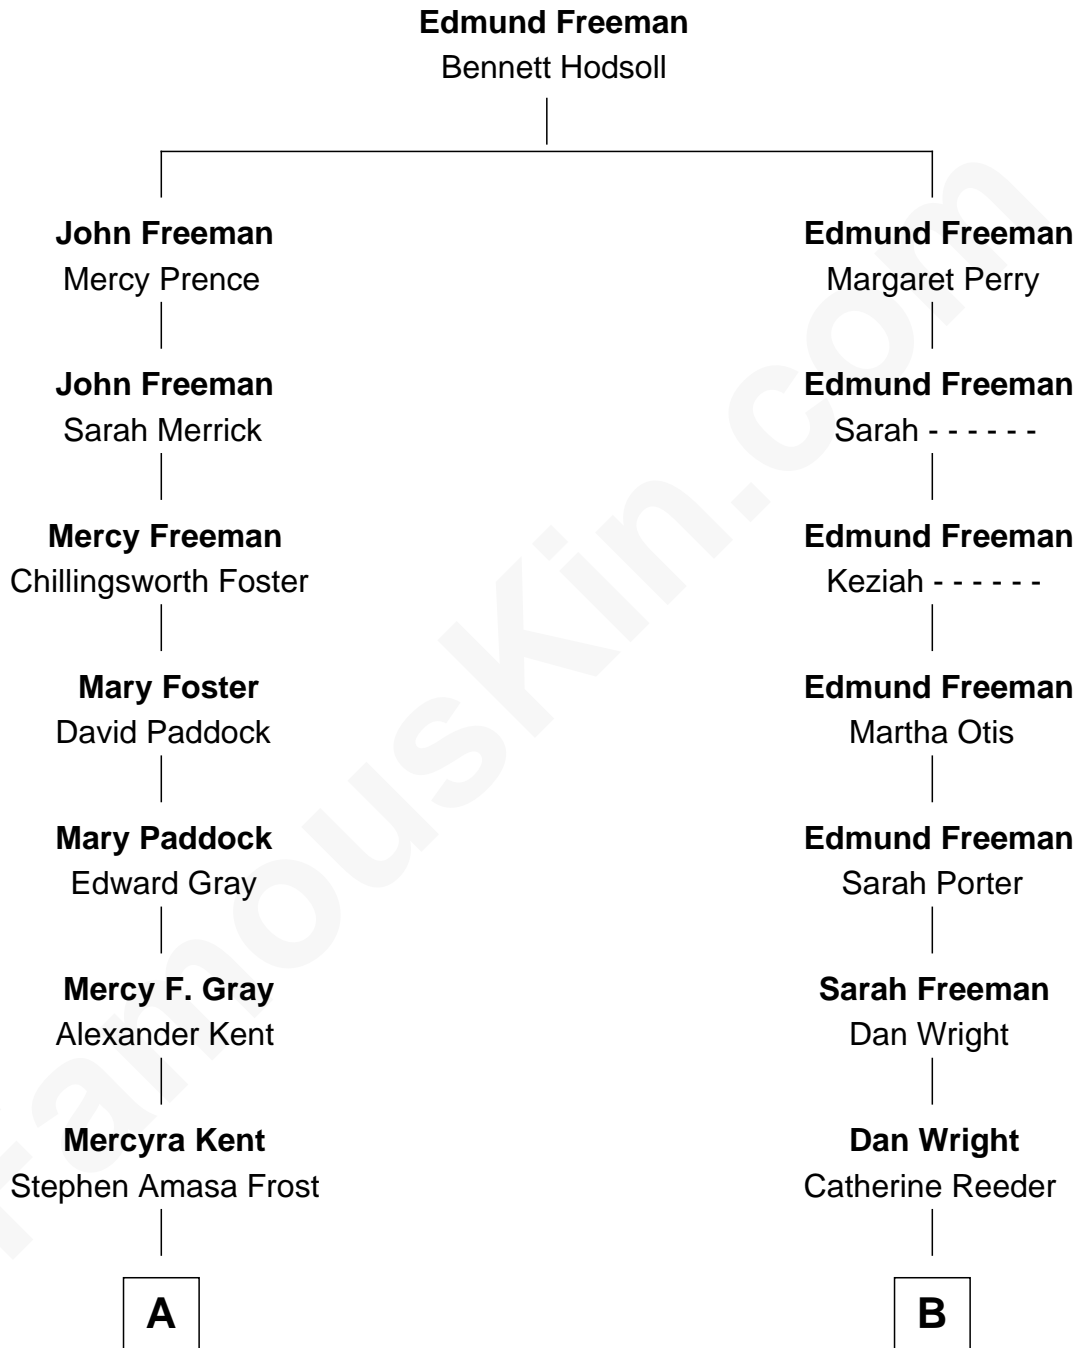 Edmund Freeman
Bennett Hodsoll
John Freeman
Mercy Prence
John Freeman
Sarah Merrick
Mercy Freeman
Chillingsworth Foster
Mary Foster
David Paddock
Mary Paddock
Edward Gray
Mercy F. Gray
Alexander Kent
Mercyra Kent
Stephen Amasa Frost
A
Edmund Freeman
Margaret Perry
Edmund Freeman
Sarah - - - - - -
Edmund Freeman
Keziah - - - - - -
Edmund Freeman
Martha Otis
Edmund Freeman
Sarah Porter
Sarah Freeman
Dan Wright
Dan Wright
Catherine Reeder
B
FamousKin.com